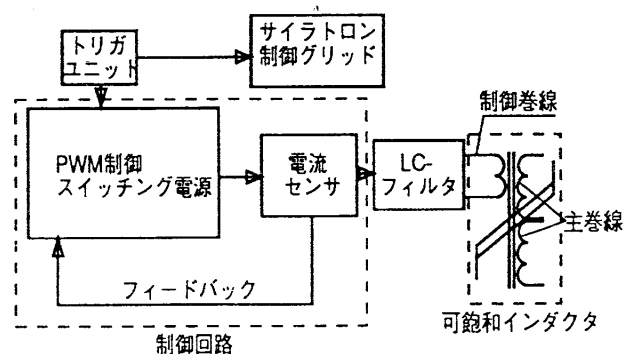 トリガ
ユニット
サイラトロン
制御グリッド
PWM制御
スイッチング電源
電流
センサ
LC-
フィルタ
制御巻線
主巻線
フィードバック
制御回路
可飽和インダクタ